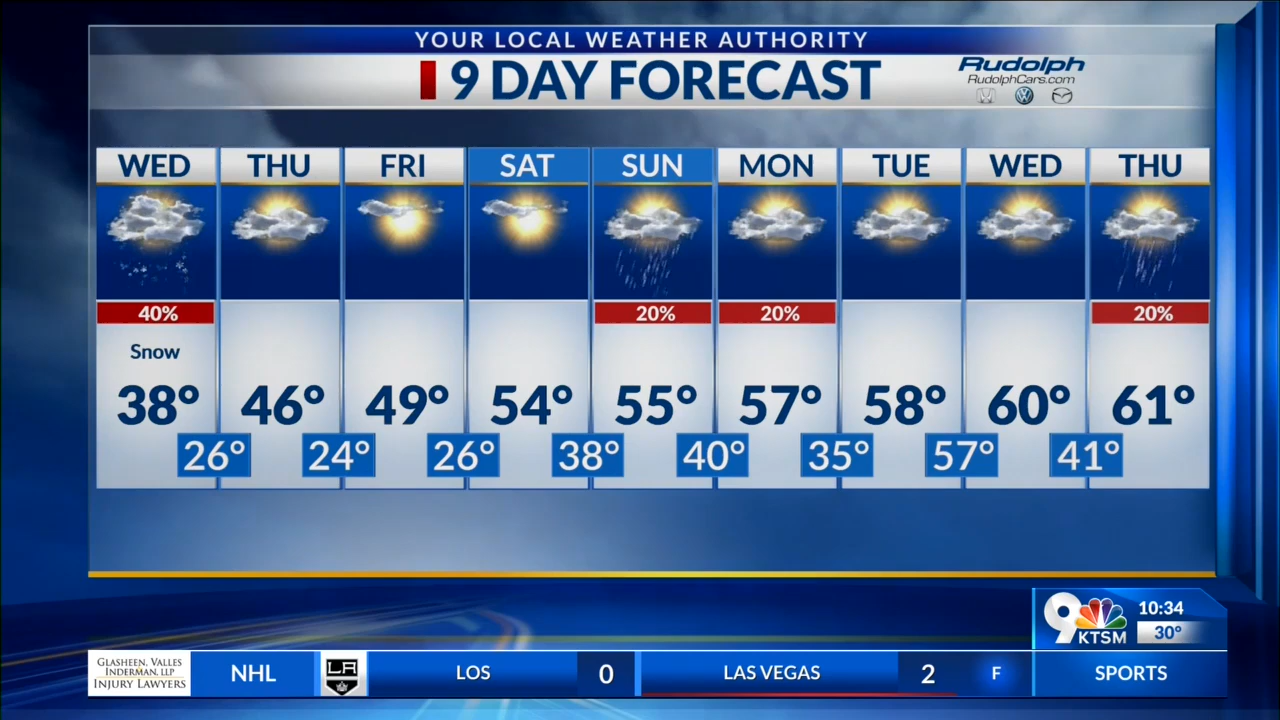 YOUR LOCAL WEATHER AUTHORITY
9 DAY FORECAST
Rudolph
RudolphCars.com
WED THU FRI SAT SUN MON TUE WED THU
40% 20% 20% 20%
Snow
38° 46° 49° 54° 55° 57° 58° 60° 61°
26° 24° 26° 38° 40° 35° 57° 41°
9 KTSM
10:34
30°
GLASHEEN, VALLES
INDERMAN, LLP
INJURY LAWYERS
NHL LA LOS 0 LAS VEGAS 2 F SPORTS